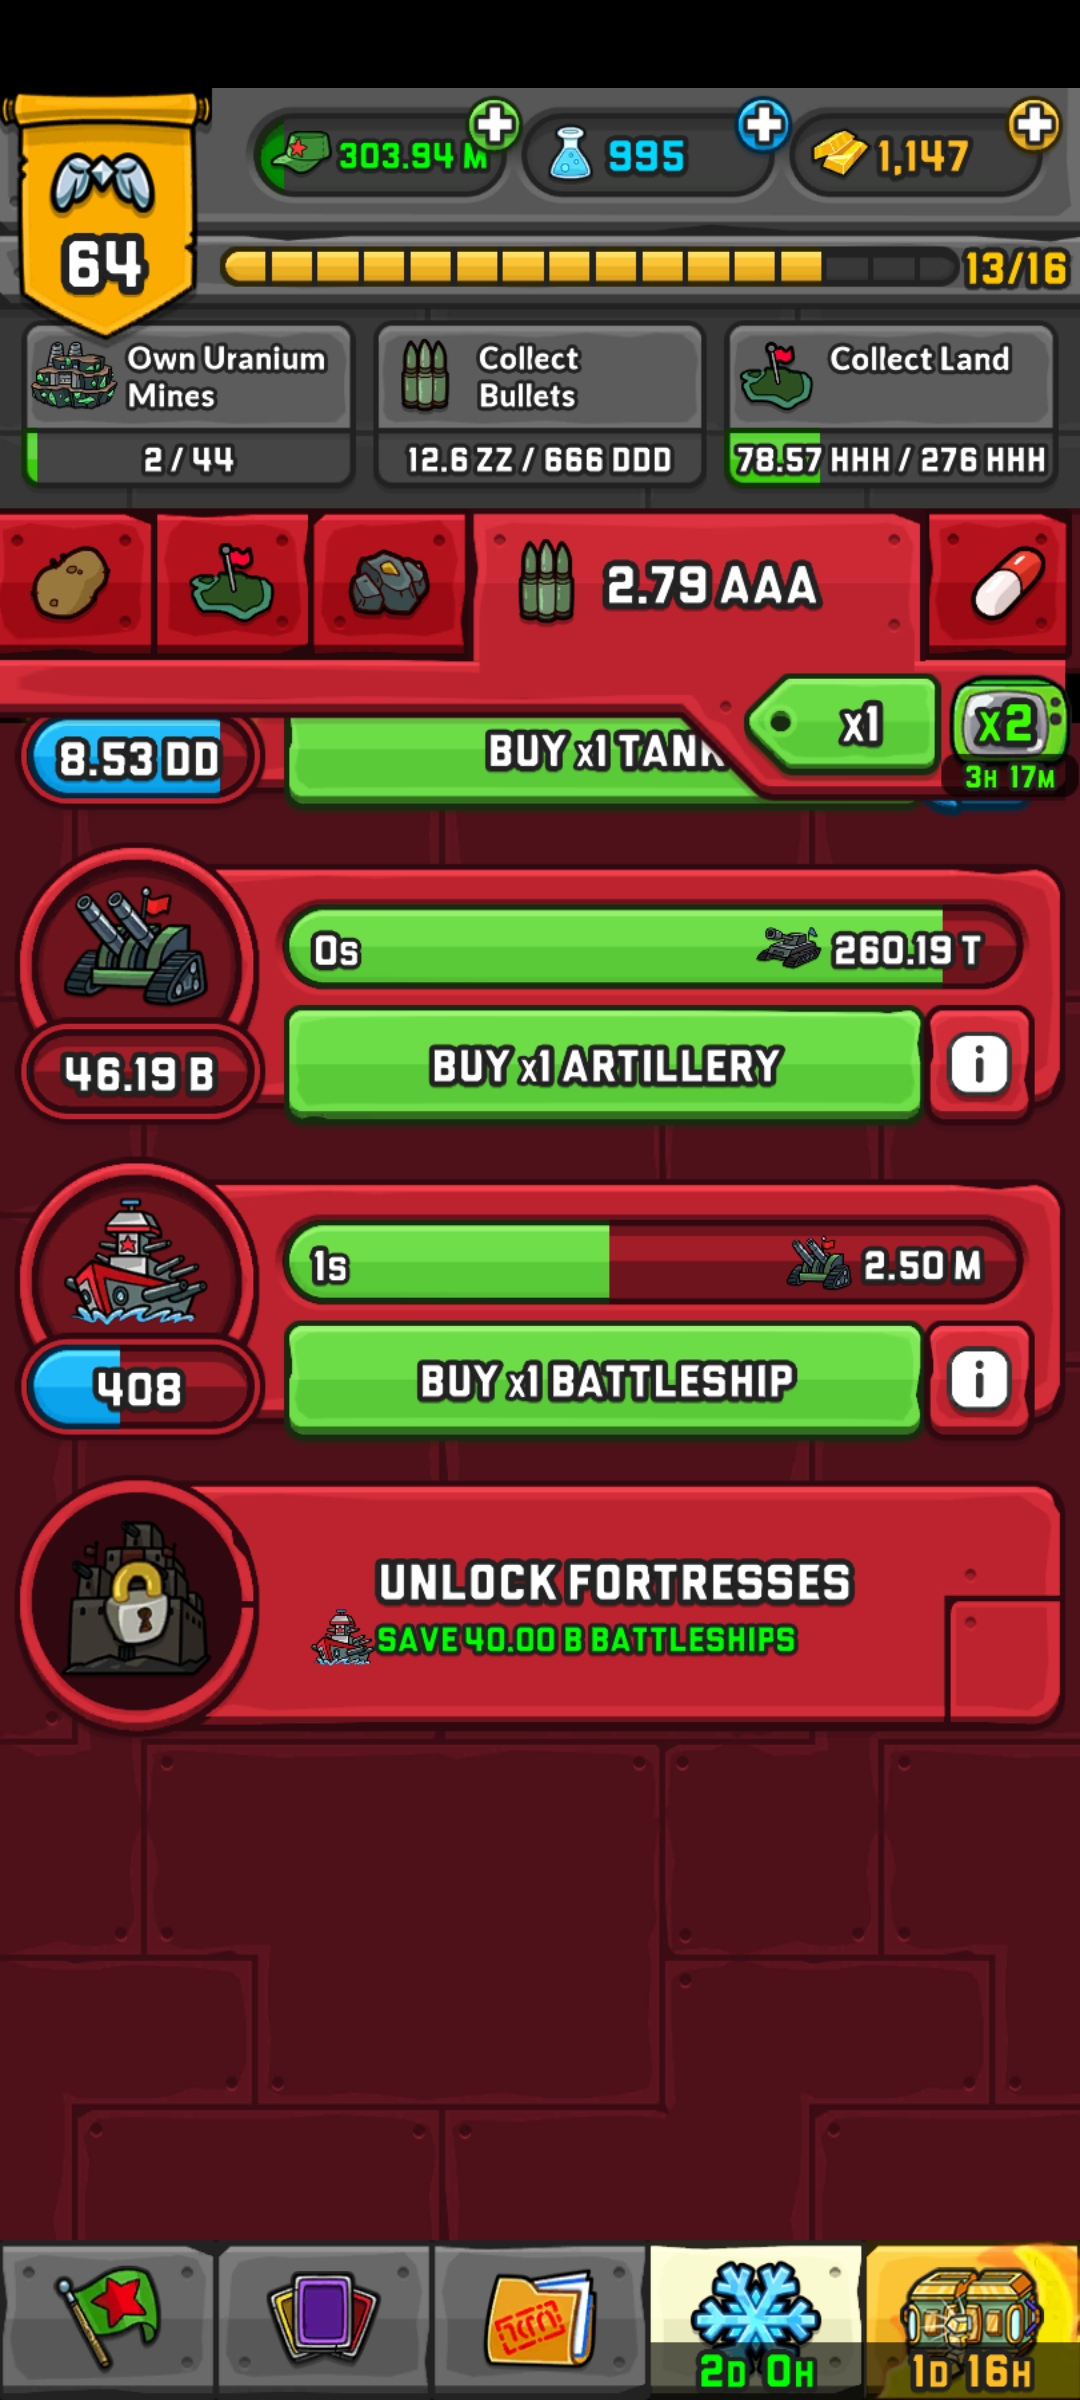 64
303.94 M
995
1,147
13/16
Own Uranium
Mines
2 / 44
Collect
Bullets
12.6 ZZ / 666 DDD
Collect Land
78.57 HHH / 276 HHH
2.79 AAA
x1
x2
3H 17M
8.53 DD
BUY x1 TANK
0s
260.19 T
46.19 B
BUY x1 ARTILLERY
i
1s
2.50 M
408
BUY x1 BATTLESHIP
i
UNLOCK FORTRESSES
SAVE 40.00 B BATTLESHIPS
2D 0H
1D 16H